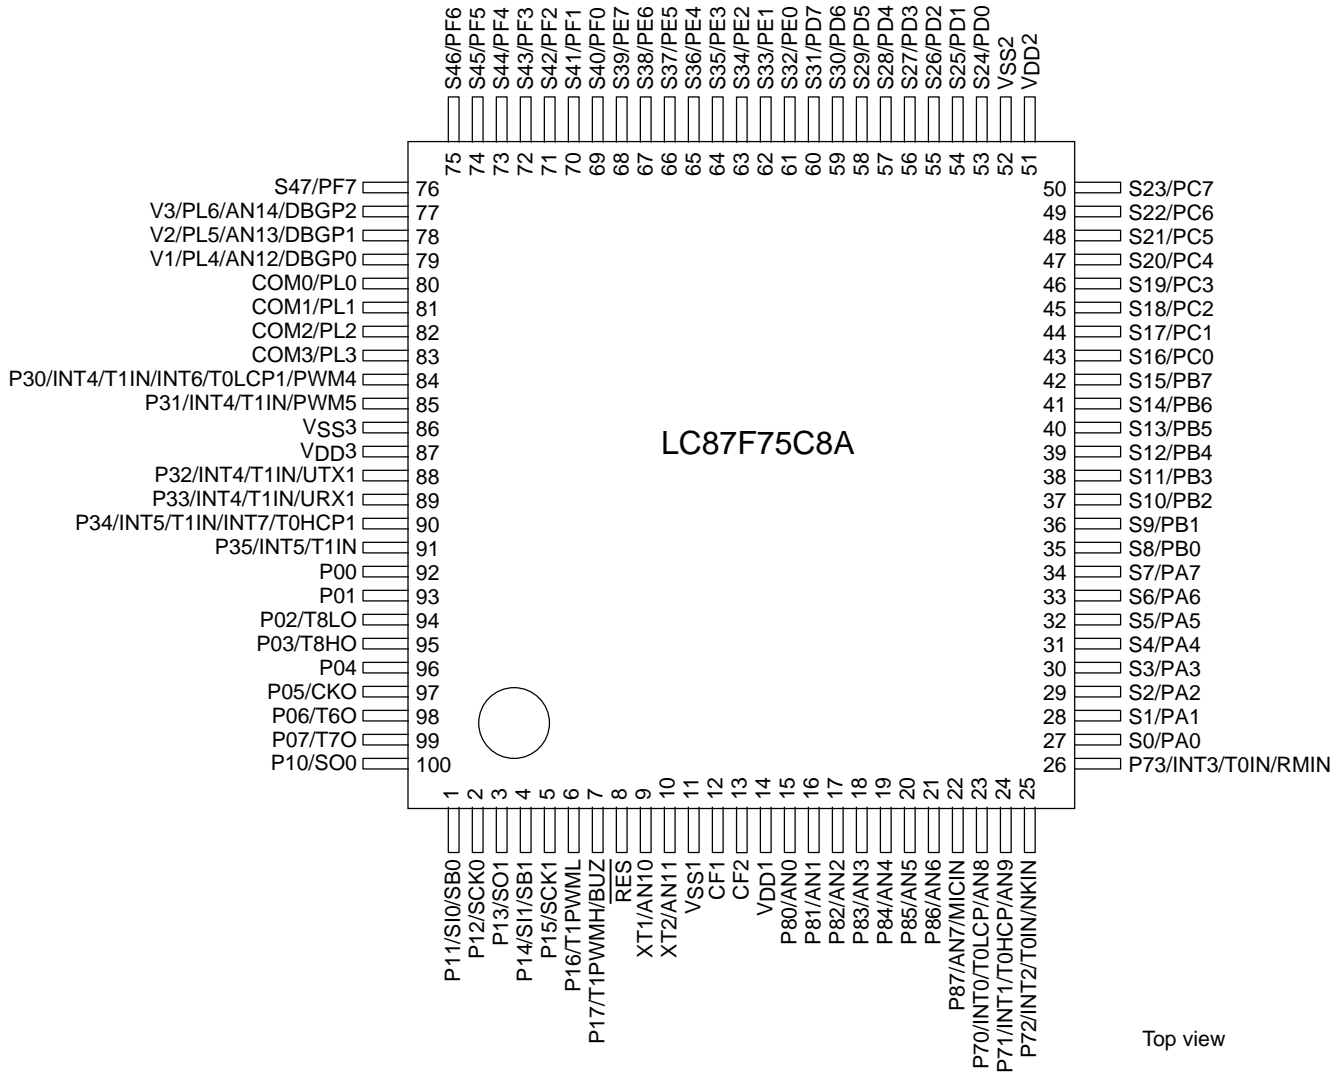 S46/PF6
S45/PF5
S44/PF4
S43/PF3
S42/PF2
S41/PF1
S40/PF0
S39/PE7
S38/PE6
S37/PE5
S36/PE4
S35/PE3
S34/PE2
S33/PE1
S32/PE0
S31/PD7
S30/PD6
S29/PD5
S28/PD4
S27/PD3
S26/PD2
S25/PD1
S24/PD0
VSS2
VDD2
75
74
73
72
71
70
69
68
67
66
65
64
63
62
61
60
59
58
57
56
55
54
53
52
51
S47/PF7 76
V3/PL6/AN14/DBGP2 77
V2/PL5/AN13/DBGP1 78
V1/PL4/AN12/DBGP0 79
COM0/PL0 80
COM1/PL1 81
COM2/PL2 82
COM3/PL3 83
P30/INT4/T1IN/INT6/T0LCP1/PWM4 84
P31/INT4/T1IN/PWM5 85
VSS3 86
VDD3 87
P32/INT4/T1IN/UTX1 88
P33/INT4/T1IN/URX1 89
P34/INT5/T1IN/INT7/T0HCP1 90
P35/INT5/T1IN 91
P00 92
P01 93
P02/T8LO 94
P03/T8HO 95
P04 96
P05/CKO 97
P06/T6O 98
P07/T7O 99
P10/SO0 100
LC87F75C8A
50 S23/PC7
49 S22/PC6
48 S21/PC5
47 S20/PC4
46 S19/PC3
45 S18/PC2
44 S17/PC1
43 S16/PC0
42 S15/PB7
41 S14/PB6
40 S13/PB5
39 S12/PB4
38 S11/PB3
37 S10/PB2
36 S9/PB1
35 S8/PB0
34 S7/PA7
33 S6/PA6
32 S5/PA5
31 S4/PA4
30 S3/PA3
29 S2/PA2
28 S1/PA1
27 S0/PA0
26 P73/INT3/T0IN/RMIN
1
2
3
4
5
6
7
8
9
10
11
12
13
14
15
16
17
18
19
20
21
22
23
24
25
P11/SI0/SB0
P12/SCK0
P13/SO1
P14/SI1/SB1
P15/SCK1
P16/T1PWML
P17/T1PWMH/BUZ
RES
XT1/AN10
XT2/AN11
VSS1
CF1
CF2
VDD1
P80/AN0
P81/AN1
P82/AN2
P83/AN3
P84/AN4
P85/AN5
P86/AN6
P87/AN7/MICIN
P70/INT0/T0LCP/AN8
P71/INT1/T0HCP/AN9
P72/INT2/T0IN/NKIN
Top view